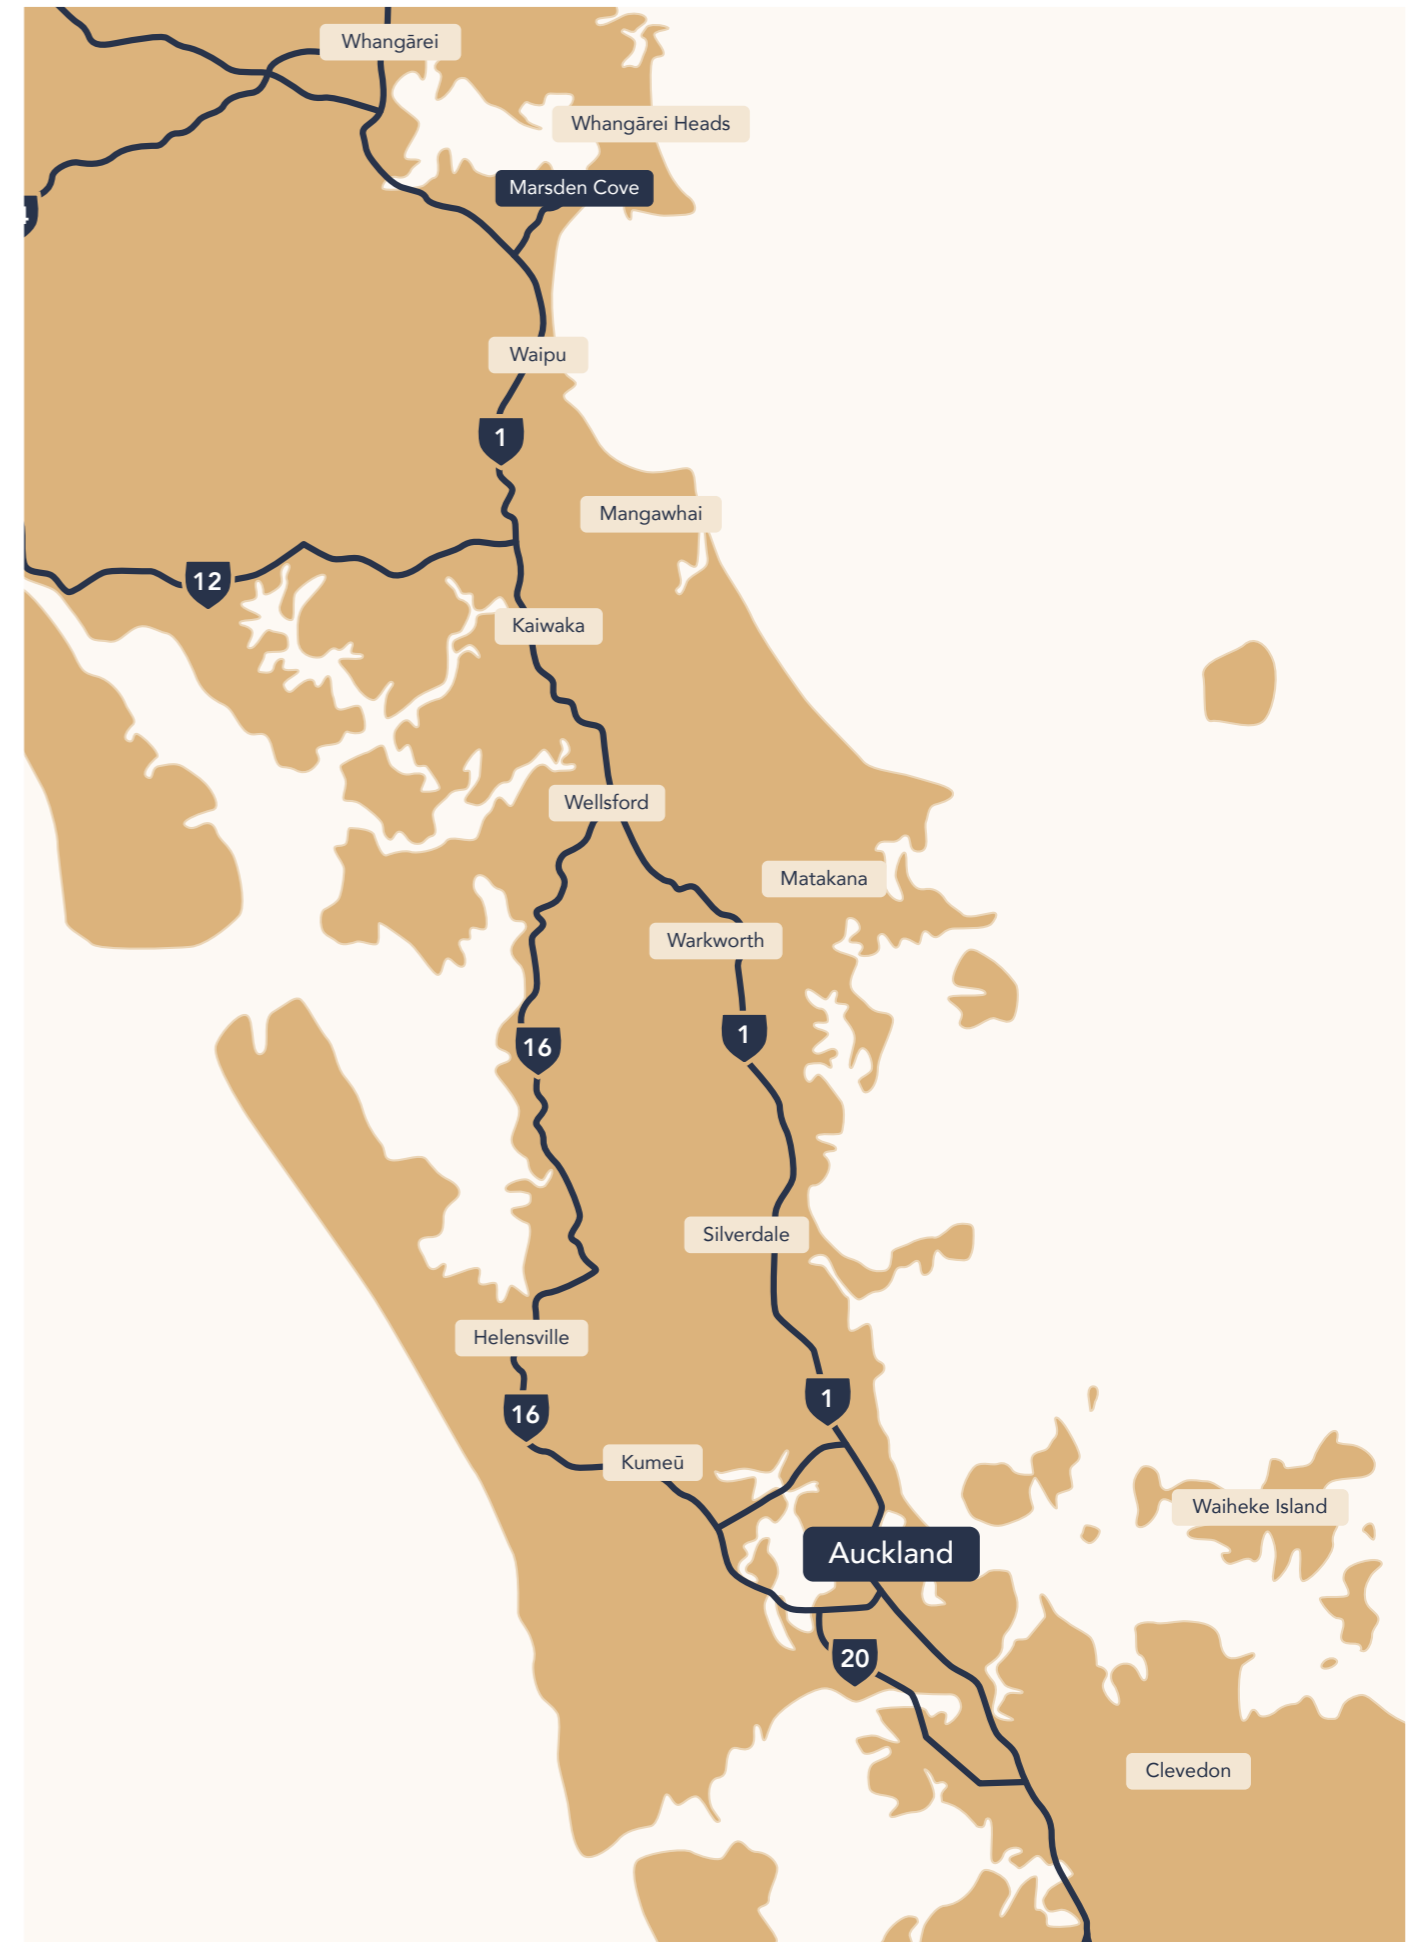 Whangārei
Whangārei Heads
Marsden Cove
4
Waipu
1
Mangawhai
12
Kaiwaka
Wellsford
Matakana
Warkworth
1
16
Silverdale
Helensville
1
16
Kumeū
Waiheke Island
Auckland
20
Clevedon